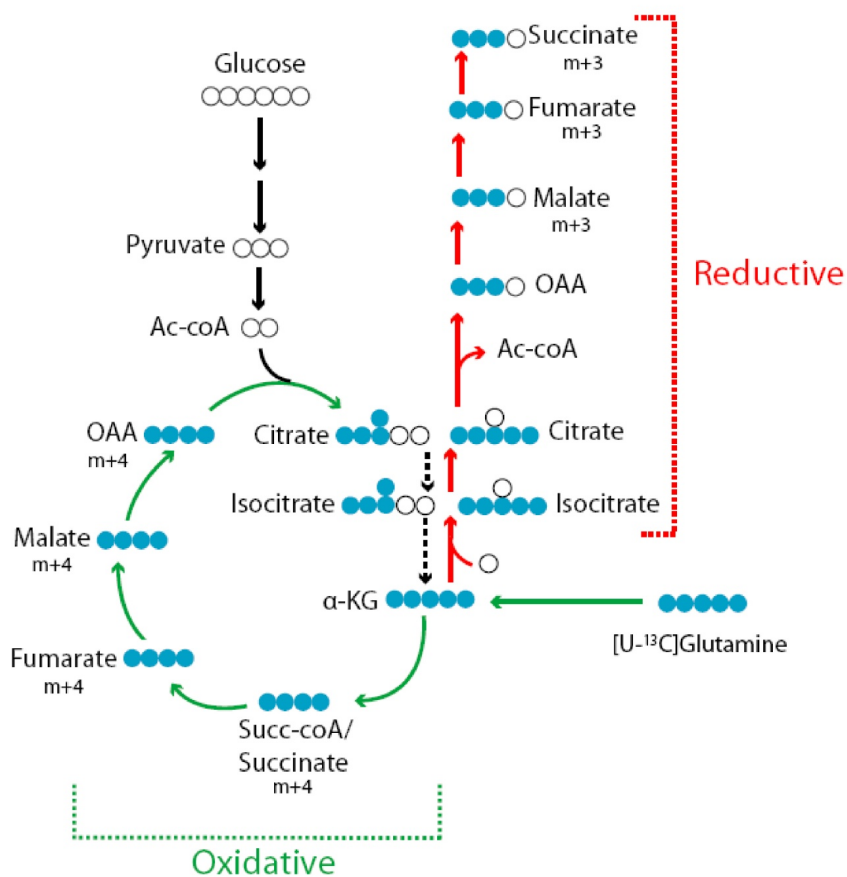 Glucose
Succinate
m+3
Fumarate
m+3
Pyruvate
Malate
m+3
Reductive
OAA
Ac-coA
Ac-coA
OAA
m+4
Citrate
Citrate
Isocitrate
Isocitrate
Malate
m+4
α-KG
[U-¹³C]Glutamine
Fumarate
m+4
Succ-coA/
Succinate
m+4
Oxidative